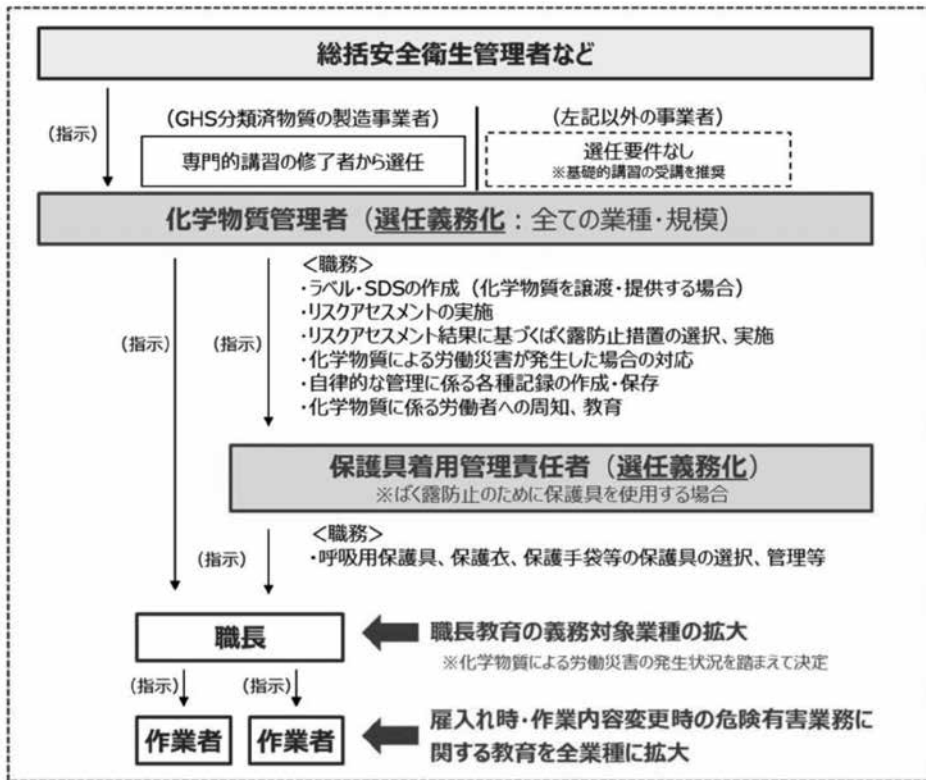 総括安全衛生管理者など
(指示)
(GHS分類済物質の製造事業者)
(左記以外の事業者)
専門的講習の修了者から選任
選任要件なし
※基礎的講習の受講を推奨
化学物質管理者（選任義務化：全ての業種・規模）
(指示)
(指示)
＜職務＞
・ラベル・SDSの作成（化学物質を譲渡・提供する場合）
・リスクアセスメントの実施
・リスクアセスメント結果に基づくばく露防止措置の選択、実施
・化学物質による労働災害が発生した場合の対応
・自律的な管理に係る各種記録の作成・保存
・化学物質に係る労働者への周知、教育
保護具着用管理責任者（選任義務化）
※ばく露防止のために保護具を使用する場合
(指示)
＜職務＞
・呼吸用保護具、保護衣、保護手袋等の保護具の選択、管理等
職長
職長教育の義務対象業種の拡大
※化学物質による労働災害の発生状況を踏まえて決定
(指示)
(指示)
作業者
作業者
雇入れ時・作業内容変更時の危険有害業務に
関する教育を全業種に拡大